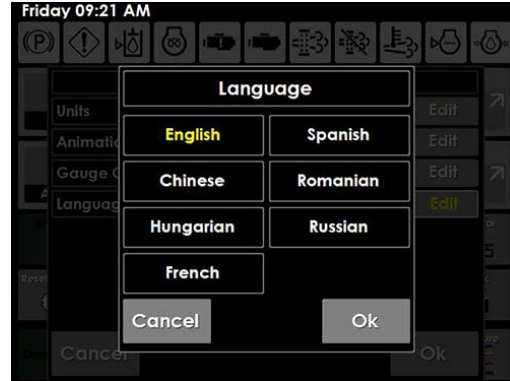 Friday 09:21 AM
Language
Units
Edit
English
Spanish
Edit
Gauge
Edit
Chinese
Romanian
Edit
Hungarian
Russian
French
Reset
Cancel
Ok
Cancel
Ok